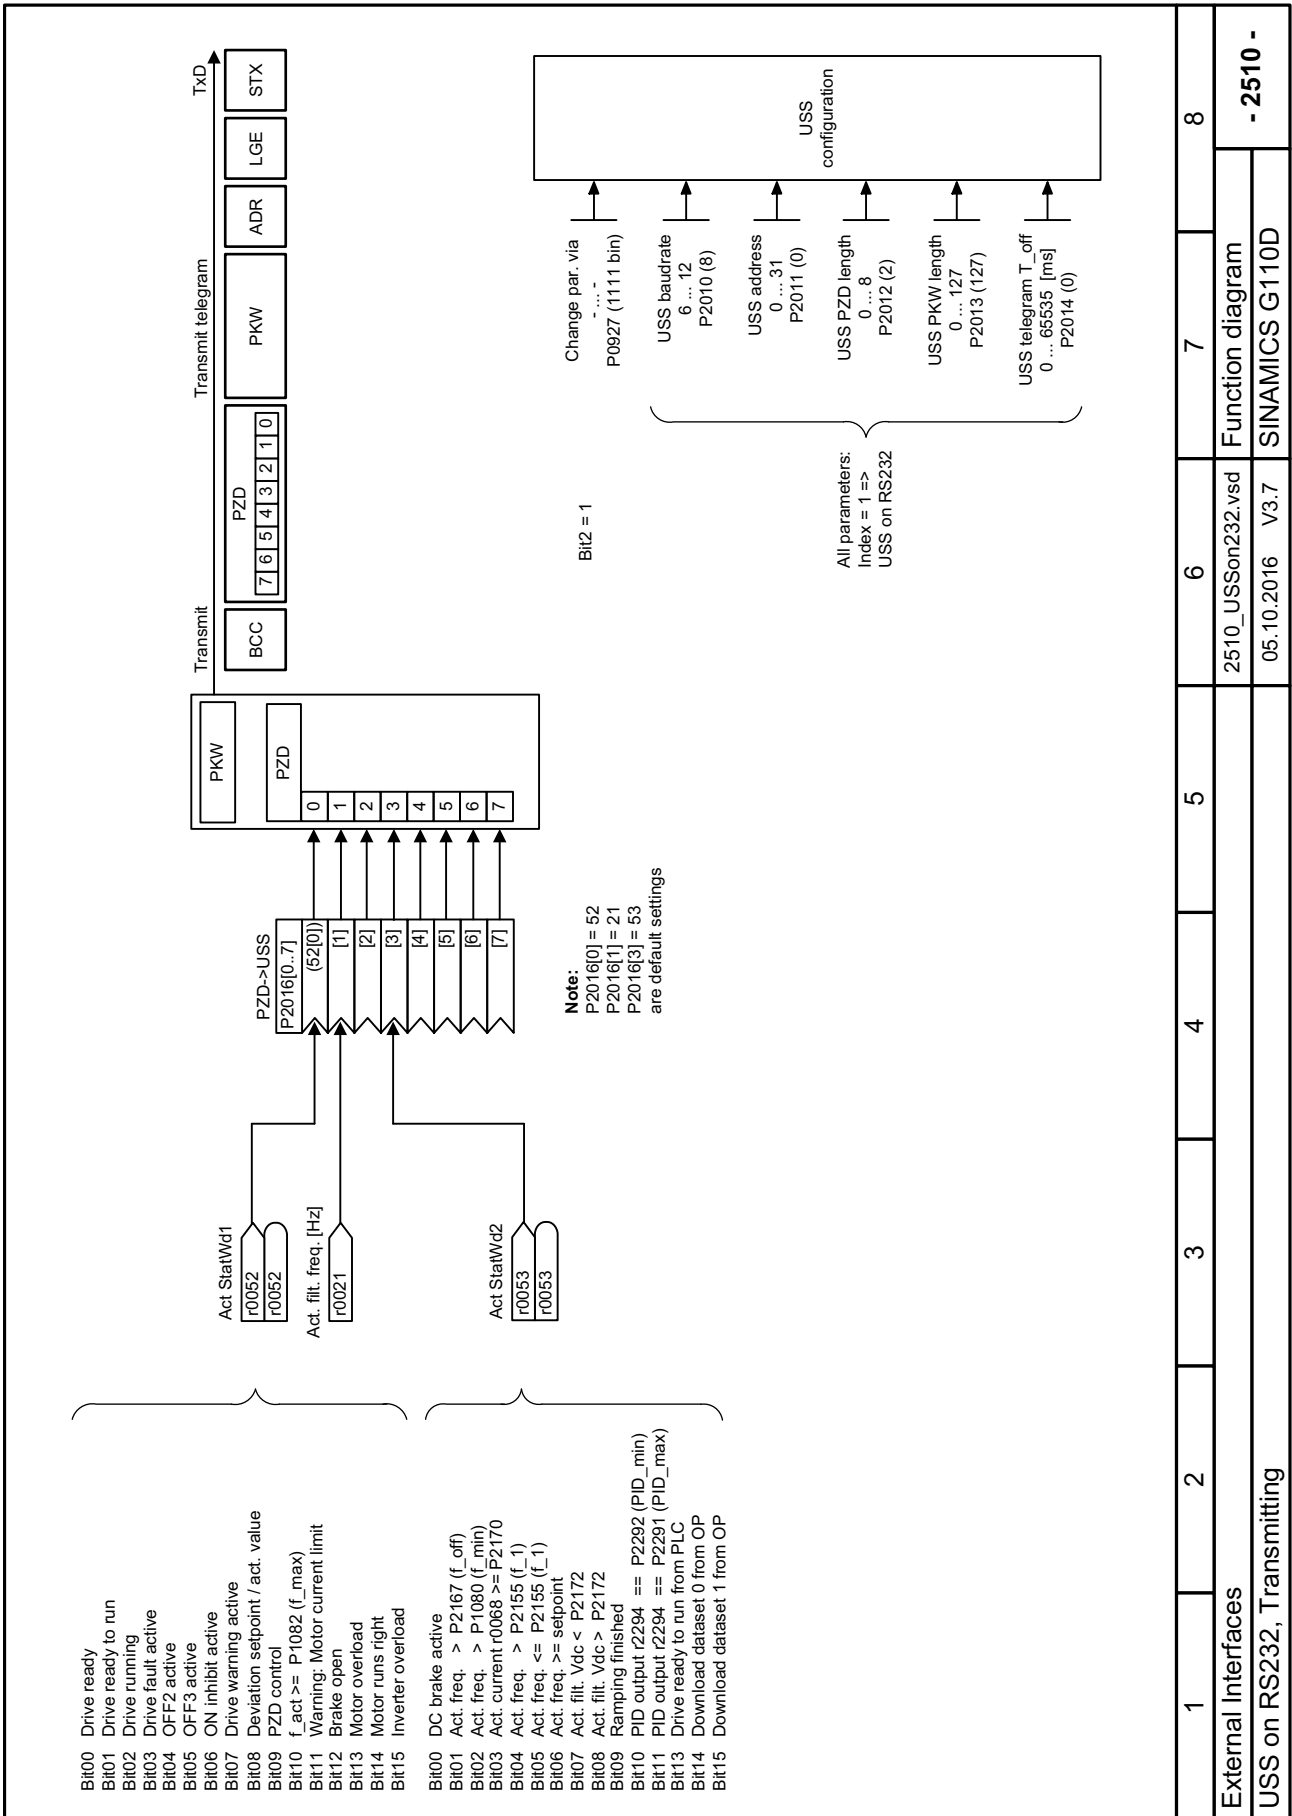 Bit00 Drive ready
Bit01 Drive ready to run
Bit02 Drive running
Bit03 Drive fault active
Bit04 OFF2 active
Bit05 OFF3 active
Bit06 ON inhibit active
Bit07 Drive warning active
Bit08 Deviation setpoint / act. value
Bit09 PZD control
Bit10 f_act >= P1082 (f_max)
Bit11 Warning: Motor current limit
Bit12 Brake open
Bit13 Motor overload
Bit14 Motor runs right
Bit15 Inverter overload
Bit00 DC brake active
Bit01 Act. freq. > P2167 (f_off)
Bit02 Act. freq. > P1080 (f_min)
Bit03 Act. current r0068 >= P2170
Bit04 Act. freq. > P2155 (f_1)
Bit05 Act. freq. <= P2155 (f_1)
Bit06 Act. freq. >= setpoint
Bit07 Act. filt. Vdc < P2172
Bit08 Act. filt. Vdc > P2172
Bit09 Ramping finished
Bit10 PID output r2294 == P2292 (PID_min)
Bit11 PID output r2294 == P2291 (PID_max)
Bit13 Drive ready to run from PLC
Bit14 Download dataset 0 from OP
Bit15 Download dataset 1 from OP
Act StatWd1
r0052
r0052
Act. filt. freq. [Hz]
r0021
Act StatWd2
r0053
r0053
PZD->USS
P2016[0..7]
(52[0])
[1]
[2]
[3]
[4]
[5]
[6]
[7]
Note:
P2016[0] = 52
P2016[1] = 21
P2016[3] = 53
are default settings
PKW
PZD
0
1
2
3
4
5
6
7
Transmit
Transmit telegram
TxD
BCC
PZD
7 6 5 4 3 2 1 0
PKW
ADR
LGE
STX
Bit2 = 1
Change par. via
- ... -
P0927 (1111 bin)
USS baudrate
6 ... 12
P2010 (8)
USS address
0 ... 31
P2011 (0)
USS PZD length
0 ... 8
P2012 (2)
USS PKW length
0 ... 127
P2013 (127)
USS telegram T_off
0 ... 65535 [ms]
P2014 (0)
All parameters:
Index = 1 =>
USS on RS232
USS
configuration
1 2 3 4 5 6 7 8
External Interfaces
2510_USSon232.vsd
Function diagram
- 2510 -
USS on RS232, Transmitting
05.10.2016 V3.7
SINAMICS G110D